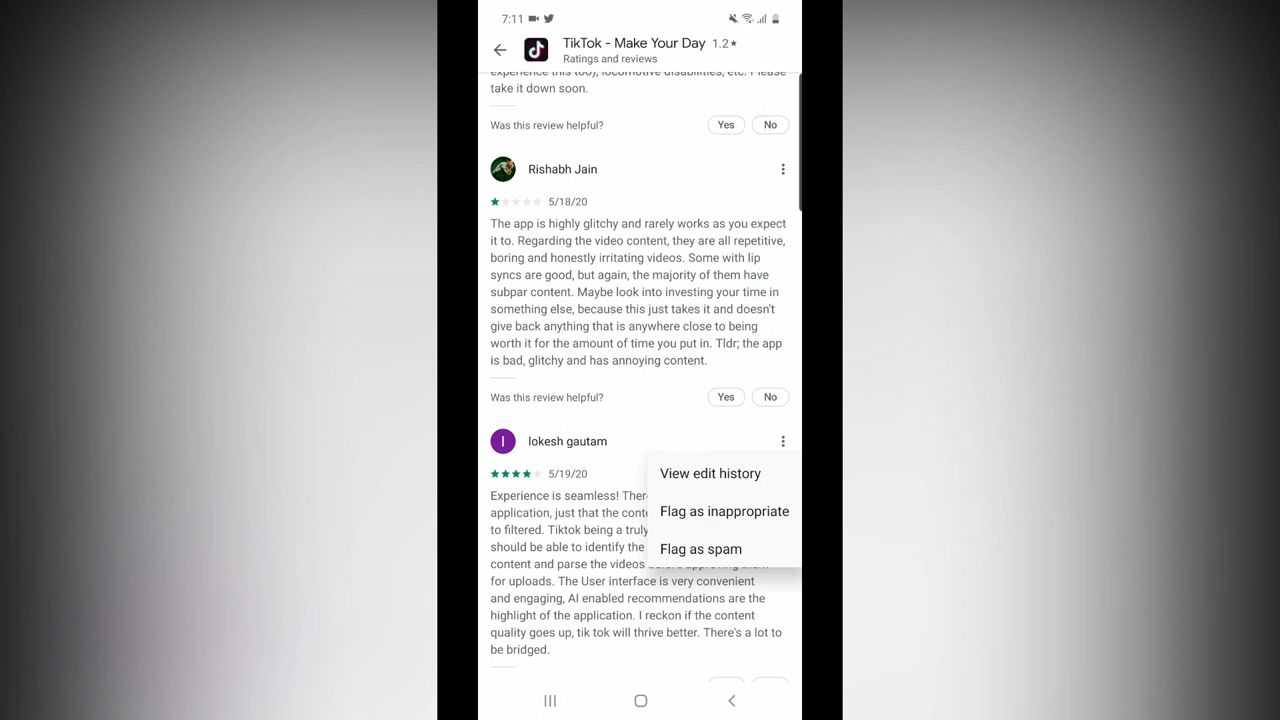 7:11
TikTok - Make Your Day 1.2★
Ratings and reviews
experience this too), locomotive disabilities, etc. Please
take it down soon.
Was this review helpful? Yes No
Rishabh Jain
5/18/20
The app is highly glitchy and rarely works as you expect
it to. Regarding the video content, they are all repetitive,
boring and honestly irritating videos. Some with lip
syncs are good, but again, the majority of them have
subpar content. Maybe look into investing your time in
something else, because this just takes it and doesn't
give back anything that is anywhere close to being
worth it for the amount of time you put in. Tldr; the app
is bad, glitchy and has annoying content.
Was this review helpful? Yes No
l lokesh gautam
5/19/20
View edit history
Flag as inappropriate
Flag as spam
Experience is seamless!
application, just that the
to filtered. Tiktok being a truly
should be able to identify the
content and parse the videos
for uploads. The User interface is very convenient
and engaging, AI enabled recommendations are the
highlight of the application. I reckon if the content
quality goes up, tik tok will thrive better. There's a lot to
be bridged.